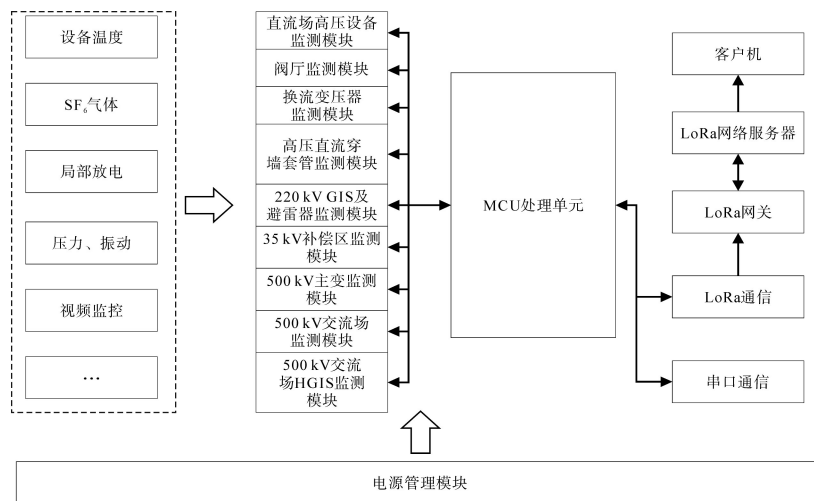 设备温度
SF₆气体
局部放电
压力、振动
视频监控
…
直流场高压设备
监测模块
阀厅监测模块
换流变压器
监测模块
高压直流穿
墙套管监测模块
220 kV GIS及
避雷器监测模块
35 kV补偿区监测
模块
500 kV主变监测
模块
500 kV交流场
监测模块
500 kV交流
场HGIS监测
模块
MCU处理单元
客户机
LoRa网络服务器
LoRa网关
LoRa通信
串口通信
电源管理模块